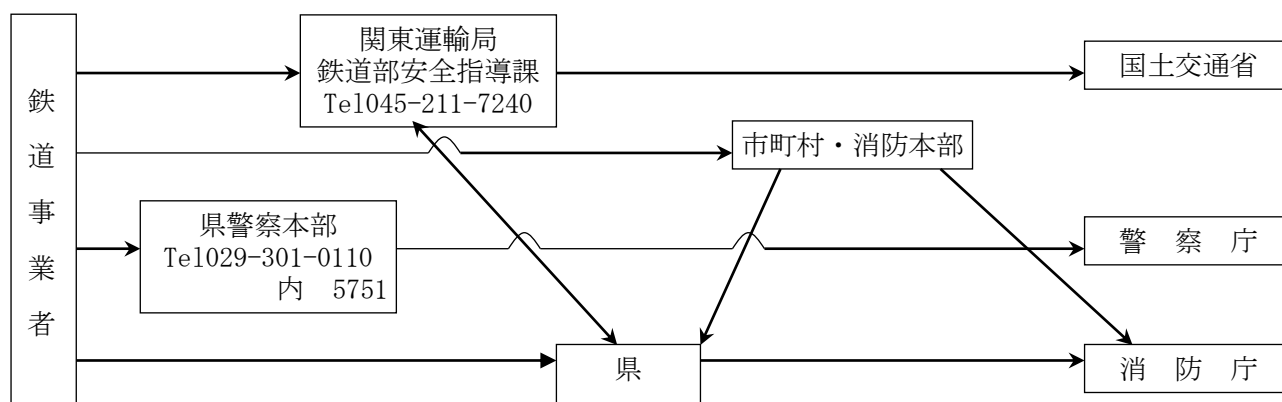 鉄道事業者
関東運輸局
鉄道部安全指導課
Tel045-211-7240
国土交通省
市町村・消防本部
県警察本部
Tel029-301-0110
内 5751
警 察 庁
県
消 防 庁